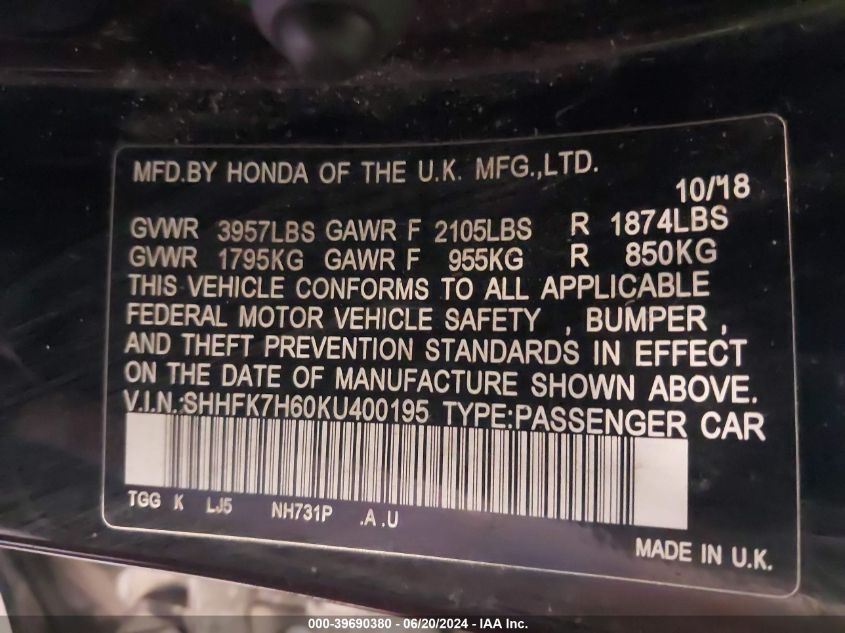 MFD.BY HONDA OF THE U.K. MFG.,LTD.
10/'18
GVWR 3957LBS GAWR F 2105LBS R 1874LBS
GVWR 1795KG GAWR F 955KG R 850KG
THIS VEHICLE CONFORMS TO ALL APPLICABLE
FEDERAL MOTOR VEHICLE SAFETY , BUMPER ,
AND THEFT PREVENTION STANDARDS IN EFFECT
ON THE DATE OF MANUFACTURE SHOWN ABOVE.
V.I.N.:SHHFK7H60KU400195 TYPE:PASSENGER CAR
TGG K LJ5 NH731P .A .U
MADE IN U.K.
000-39690380 - 06/20/2024 - IAA Inc.